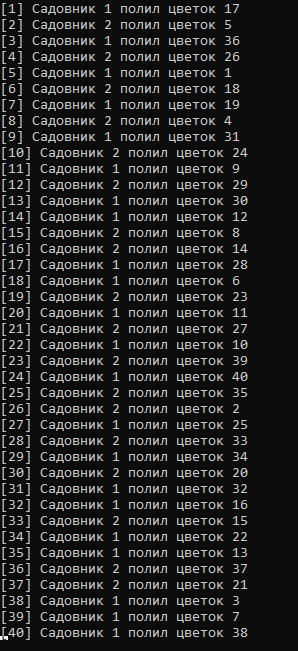 [1] Садовник 1 полил цветок 17
[2] Садовник 2 полил цветок 5
[3] Садовник 1 полил цветок 36
[4] Садовник 2 полил цветок 26
[5] Садовник 1 полил цветок 1
[6] Садовник 2 полил цветок 18
[7] Садовник 1 полил цветок 19
[8] Садовник 2 полил цветок 4
[9] Садовник 1 полил цветок 31
[10] Садовник 2 полил цветок 24
[11] Садовник 1 полил цветок 9
[12] Садовник 2 полил цветок 29
[13] Садовник 1 полил цветок 30
[14] Садовник 1 полил цветок 12
[15] Садовник 2 полил цветок 8
[16] Садовник 2 полил цветок 14
[17] Садовник 1 полил цветок 28
[18] Садовник 1 полил цветок 6
[19] Садовник 2 полил цветок 23
[20] Садовник 1 полил цветок 11
[21] Садовник 2 полил цветок 27
[22] Садовник 1 полил цветок 10
[23] Садовник 2 полил цветок 39
[24] Садовник 1 полил цветок 40
[25] Садовник 2 полил цветок 35
[26] Садовник 2 полил цветок 2
[27] Садовник 1 полил цветок 25
[28] Садовник 2 полил цветок 33
[29] Садовник 1 полил цветок 34
[30] Садовник 2 полил цветок 20
[31] Садовник 1 полил цветок 32
[32] Садовник 1 полил цветок 16
[33] Садовник 2 полил цветок 15
[34] Садовник 1 полил цветок 22
[35] Садовник 1 полил цветок 13
[36] Садовник 2 полил цветок 37
[37] Садовник 2 полил цветок 21
[38] Садовник 1 полил цветок 3
[39] Садовник 1 полил цветок 7
[40] Садовник 1 полил цветок 38